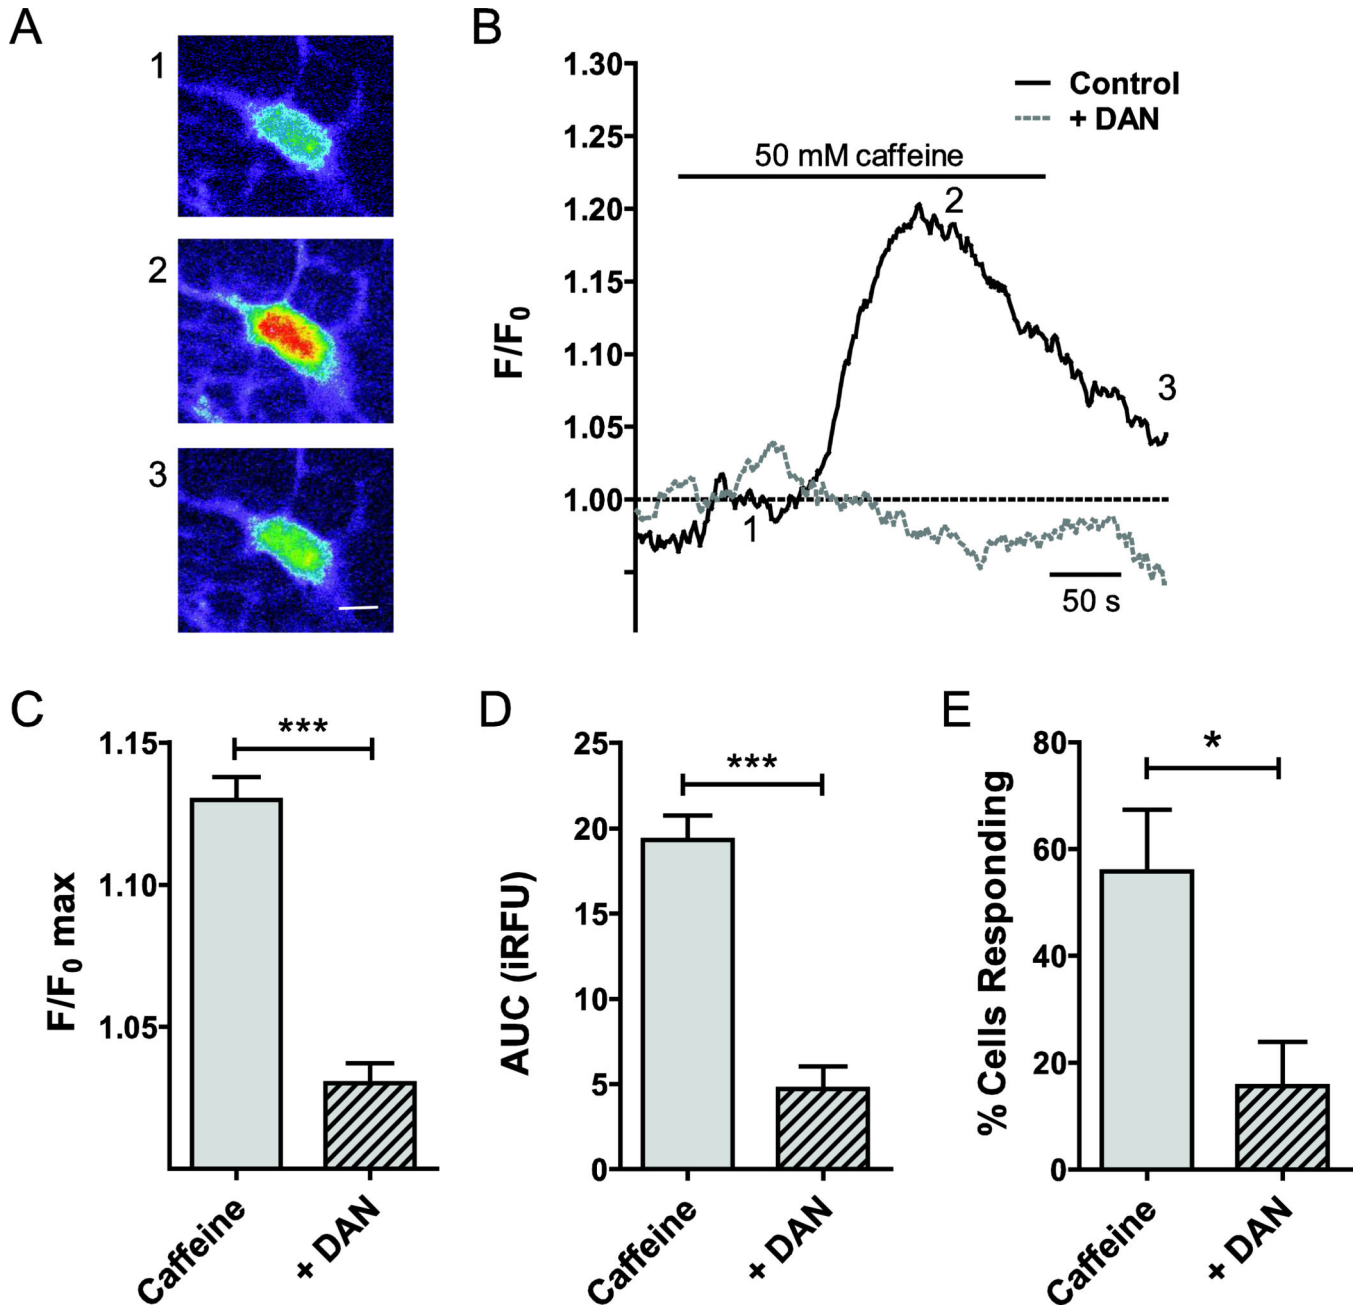 A
1
2
3
B
F/F0
1.30
1.25
1.20
1.15
1.10
1.05
1.00
Control
+ DAN
50 mM caffeine
1
2
3
50 s
C
F/F0 max
1.15
1.10
1.05
***
Caffeine
+ DAN
D
AUC (iRFU)
25
20
15
10
5
0
***
Caffeine
+ DAN
E
% Cells Responding
80
60
40
20
0
*
Caffeine
+ DAN